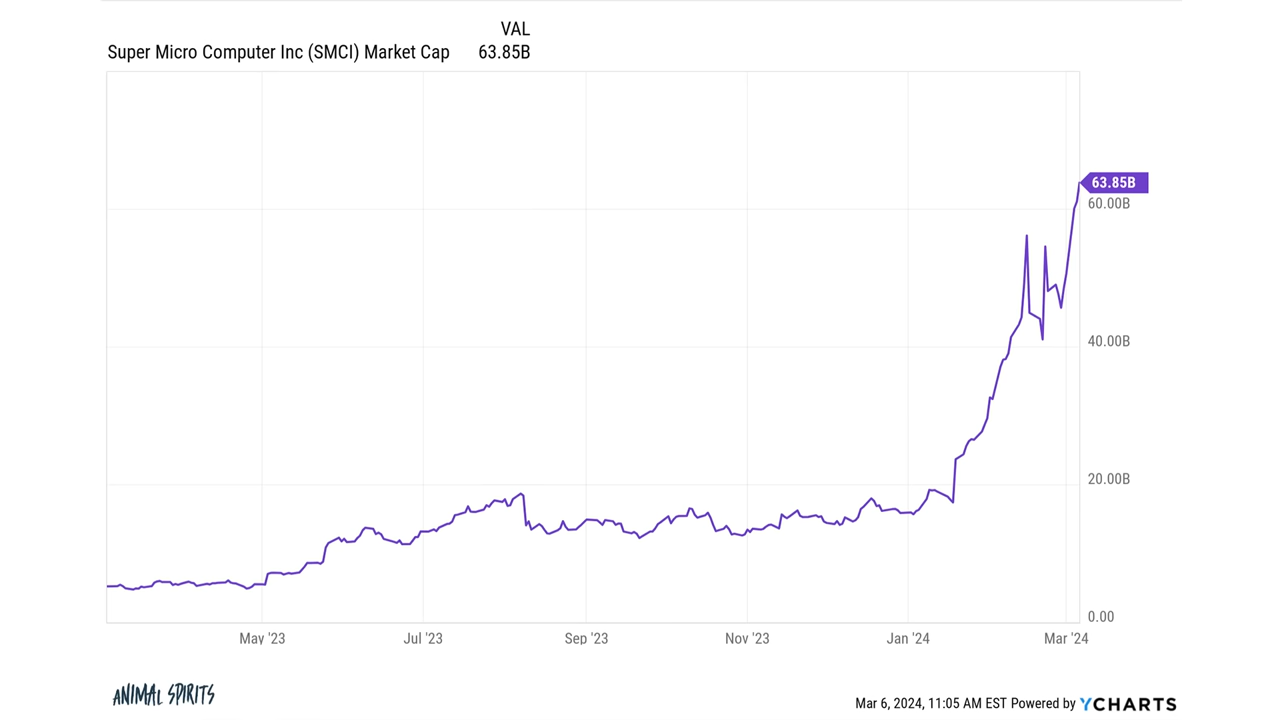 VAL
Super Micro Computer Inc (SMCI) Market Cap 63.85B
63.85B
60.00B
40.00B
20.00B
0.00
May '23 Jul '23 Sep '23 Nov '23 Jan '24 Mar '24
ANIMAL SPIRITS
Mar 6, 2024, 11:05 AM EST Powered by YCHARTS